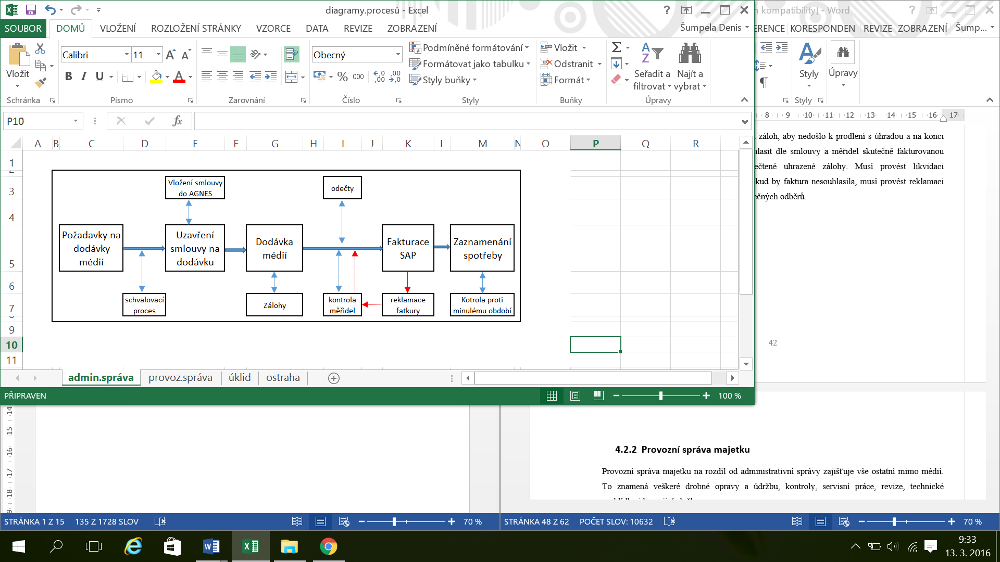 diagramy.procesů - Excel
kompatibility] - Word
SOUBOR DOMŮ VLOŽENÍ ROZLOŽENÍ STRÁNKY VZORCE DATA REVIZE ZOBRAZENÍ Šumpela Denis
ERENCE KORESPONDEN REVIZE ZOBRAZENÍ Šump...
Vložit
Schránka
Calibri 11
B I U
Písmo
Zarovnání
Obecný
% 000
Číslo
Podmíněné formátování
Formátovat jako tabulku
Styly buňky
Styly
Vložit
Odstranit
Formát
Buňky
Seřadit a filtrovat
Najít a vybrat
Úpravy
Styly
Úpravy
Styly
P10
fx
8 9 10 11 12 13 14 15 16 17
A B C D E F G H I J K L M N O P Q R
1
3
4
5
6
7
9
10
11
Vložení smlouvy
do AGNES
odečty
Požadavky na
dodávky
médií
Uzavření
smlouvy na
dodávku
Dodávka
médií
Fakturace
SAP
Zaznamenání
spotřeby
schvalovací
proces
Zálohy
kontrola
měřidel
reklamace
fatkury
Kotrola proti
minulému období
admin.správa provoz.správa úklid ostraha
PŘIPRAVEN
100 %
záloh, aby nedošlo k prodlení s úhradou a na konci
hlasit dle smlouvy a měřidel skutečně fakturovanou
ečtené uhrazené zálohy. Musí provést likvidaci
kud by faktura nesouhlasila, musí provést reklamaci
ečných odběrů.
42
14
15
16
17
18
4.2.2 Provozní správa majetku
Provozní správa majetku na rozdíl od administrativní správy zajišťuje vše ostatní mimo médií.
To znamená veškeré drobné opravy a údržbu, kontroly, servisní práce, revize, technické
STRÁNKA 1 Z 15 135 Z 1728 SLOV 70 %
STRÁNKA 48 Z 62 POČET SLOV: 10632 70 %
9:33
13. 3. 2016